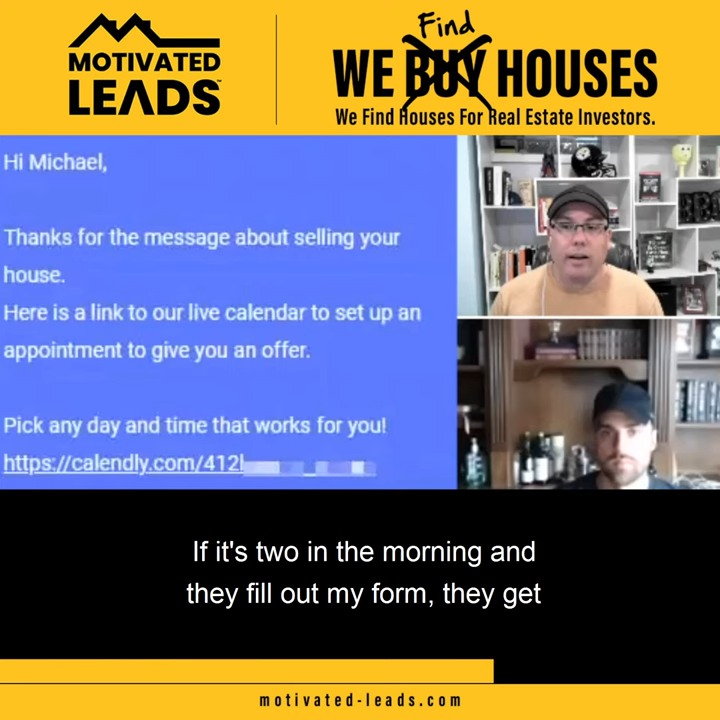 MOTIVATED
LEADS™
Find
WE BUY HOUSES
We Find Houses For Real Estate Investors.
Hi Michael,
Thanks for the message about selling your
house.
Here is a link to our live calendar to set up an
appointment to give you an offer.
Pick any day and time that works for you!
https://calendly.com/412l
If it's two in the morning and
they fill out my form, they get
motivated-leads.com